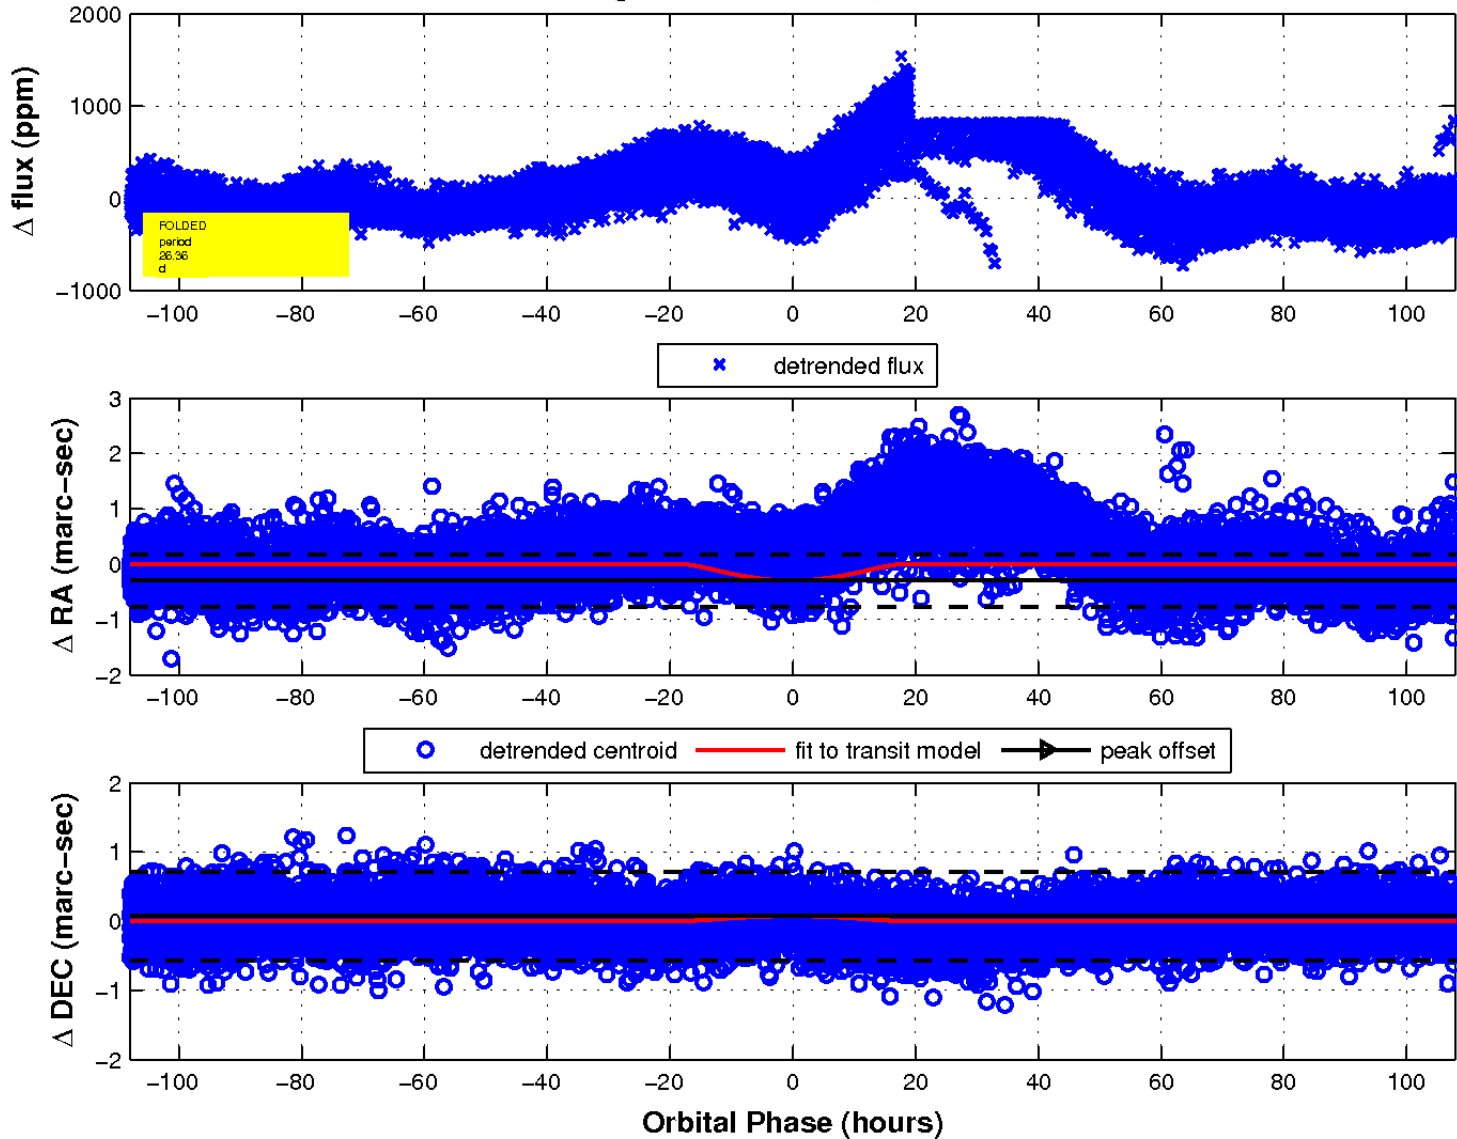 2000
1000
0
−1000
Δ flux (ppm)
FOLDED
period
26.36
d
−100 −80 −60 −40 −20 0 20 40 60 80 100
detrended flux
3
2
1
0
−1
−2
Δ RA (marc−sec)
−100 −80 −60 −40 −20 0 20 40 60 80 100
detrended centroid fit to transit model peak offset
2
1
0
−1
−2
Δ DEC (marc−sec)
−100 −80 −60 −40 −20 0 20 40 60 80 100
Orbital Phase (hours)